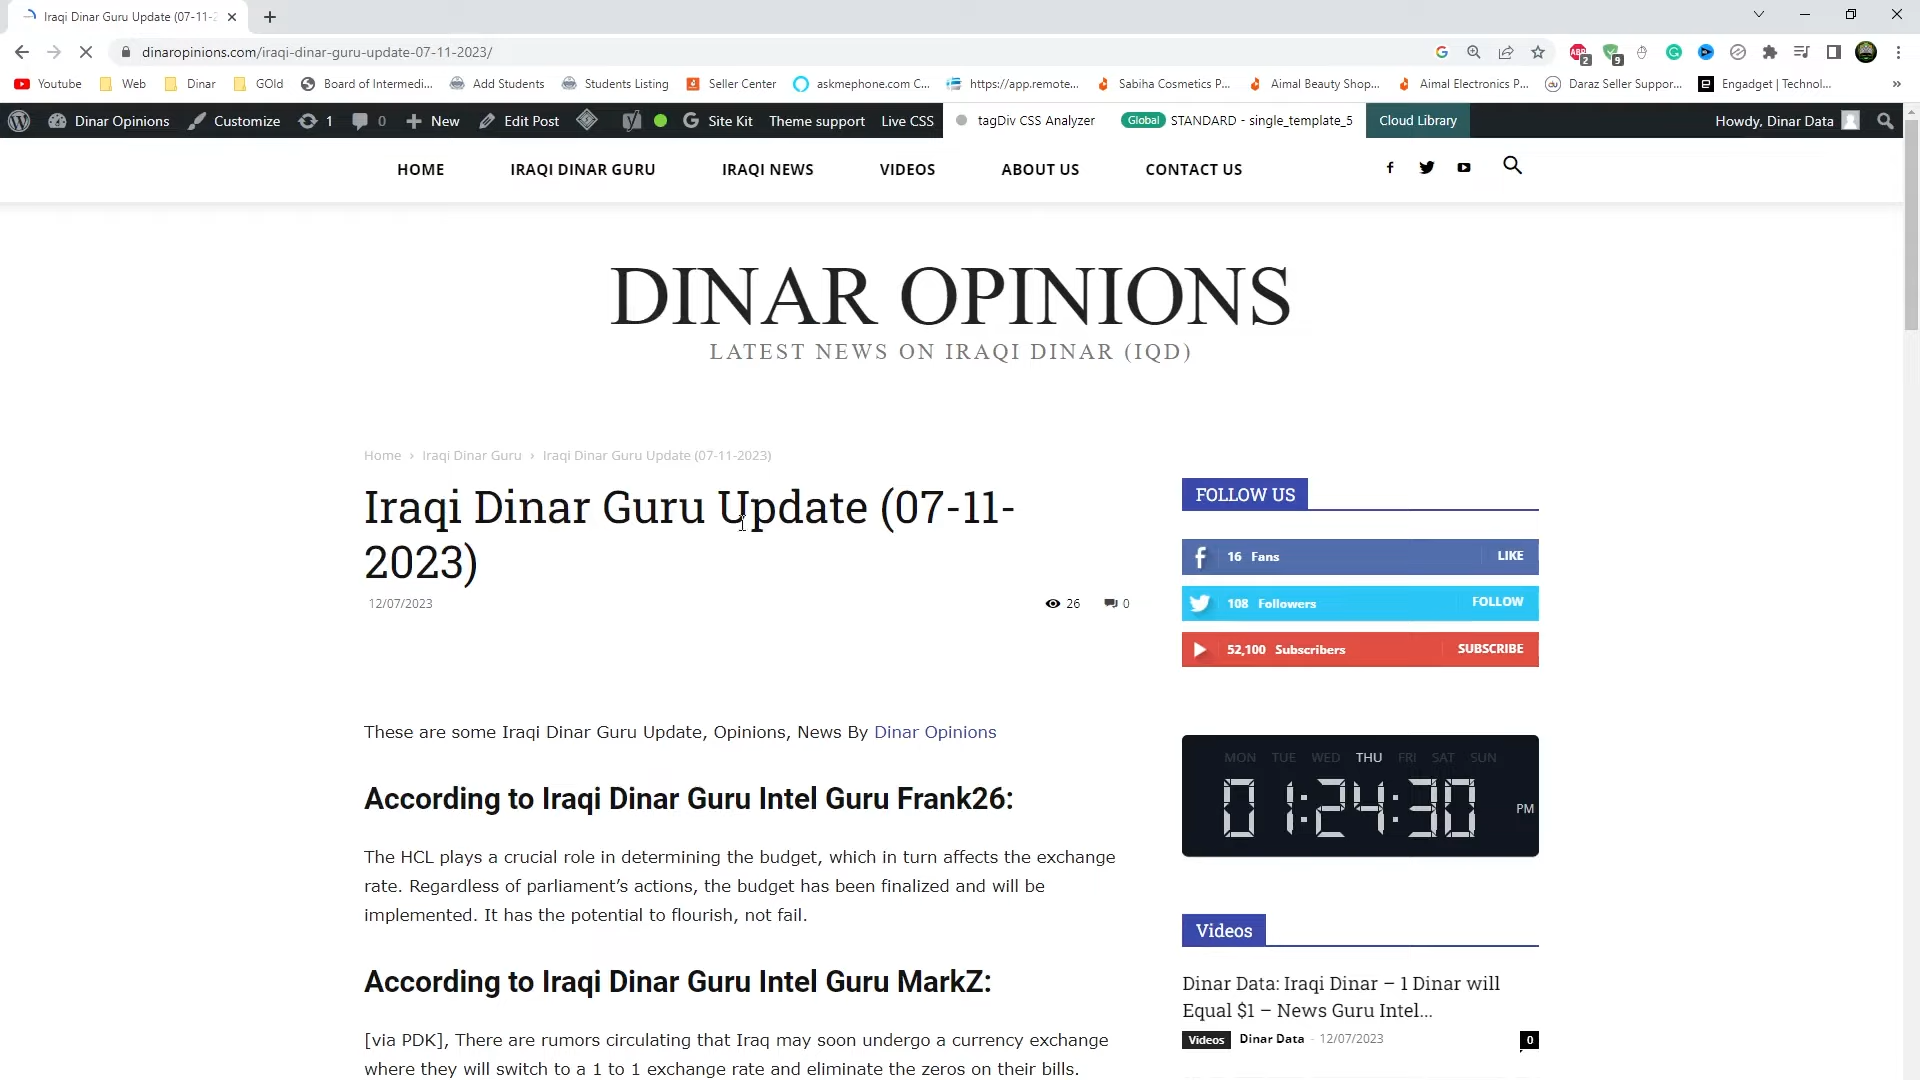 Iraqi Dinar Guru Update (07-11-2
dinaropinions.com/iraqi-dinar-guru-update-07-11-2023/
ABP 2 9
Youtube Web Dinar GOld Board of Intermedi... Add Students Students Listing Seller Center askmephone.com C... https://app.remote... Sabiha Cosmetics P... Aimal Beauty Shop... Aimal Electronics P... Daraz Seller Suppor... Engadget | Technol... »
Dinar Opinions Customize 1 0 New Edit Post Site Kit Theme support Live CSS tagDiv CSS Analyzer Global STANDARD - single_template_5 Cloud Library Howdy, Dinar Data
HOME IRAQI DINAR GURU IRAQI NEWS VIDEOS ABOUT US CONTACT US
DINAR OPINIONS
LATEST NEWS ON IRAQI DINAR (IQD)
Home › Iraqi Dinar Guru › Iraqi Dinar Guru Update (07-11-2023)
Iraqi Dinar Guru Update (07-11-
2023)
12/07/2023 26 0
These are some Iraqi Dinar Guru Update, Opinions, News By Dinar Opinions
According to Iraqi Dinar Guru Intel Guru Frank26:
The HCL plays a crucial role in determining the budget, which in turn affects the exchange
rate. Regardless of parliament’s actions, the budget has been finalized and will be
implemented. It has the potential to flourish, not fail.
According to Iraqi Dinar Guru Intel Guru MarkZ:
[via PDK], There are rumors circulating that Iraq may soon undergo a currency exchange
where they will switch to a 1 to 1 exchange rate and eliminate the zeros on their bills.
FOLLOW US
16 Fans LIKE
108 Followers FOLLOW
52,100 Subscribers SUBSCRIBE
MON TUE WED THU FRI SAT SUN
01:24:30 PM
Videos
Dinar Data: Iraqi Dinar – 1 Dinar will
Equal $1 – News Guru Intel...
Videos Dinar Data - 12/07/2023 0